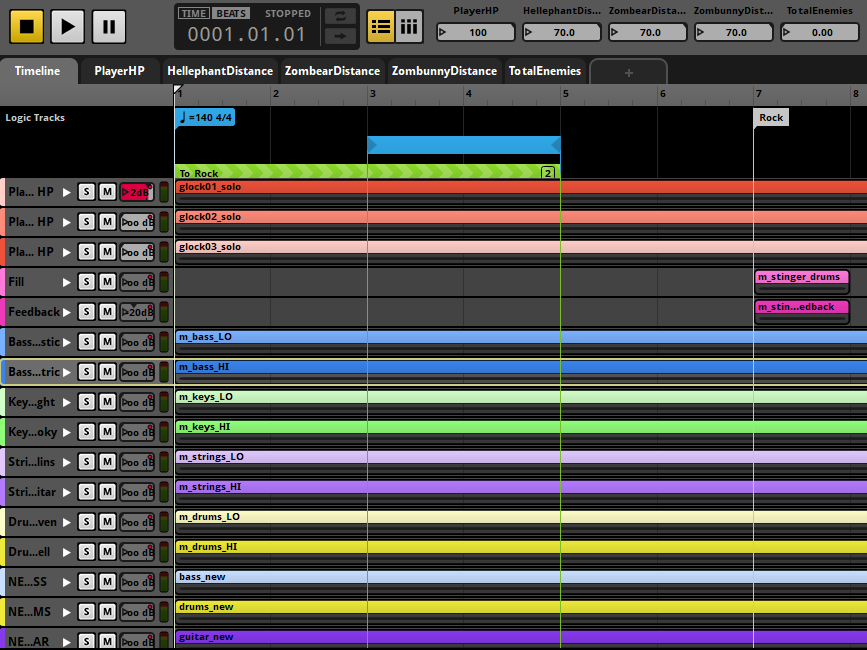 TIME BEATS STOPPED
0001.01.01
PlayerHP HellephantDis... ZombearDista... ZombunnyDist... TotalEnemies
100 70.0 70.0 70.0 0.00
Timeline PlayerHP HellephantDistance ZombearDistance ZombunnyDistance TotalEnemies +
1 2 3 4 5 6 7 8
Logic Tracks
♩=140 4/4
Rock
To Rock 2
Pla... HP S M 2dB glock01_solo
Pla... HP S M oo dB glock02_solo
Pla... HP S M oo dB glock03_solo
Fill S M oo dB m_stinger_drums
Feedback S M 20dB m_stin...edback
Bass...stic S M oo dB m_bass_LO
Bass...tric S M oo dB m_bass_HI
Key...ght S M oo dB m_keys_LO
Key...oky S M oo dB m_keys_HI
Stri...lins S M oo dB m_strings_LO
Stri...itar S M oo dB m_strings_HI
Dru...ven S M oo dB m_drums_LO
Dru...ell S M oo dB m_drums_HI
NE...SS S M oo dB bass_new
NE...MS S M oo dB drums_new
NE...AR S M oo dB guitar_new